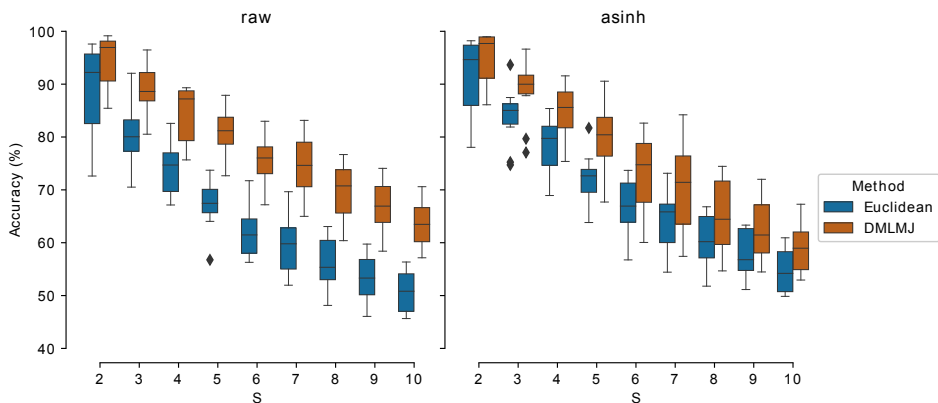 raw
asinh
100
90
80
70
60
50
40
Accuracy (%)
2 3 4 5 6 7 8 9 10
S
2 3 4 5 6 7 8 9 10
S
Method
Euclidean
DMLMJ